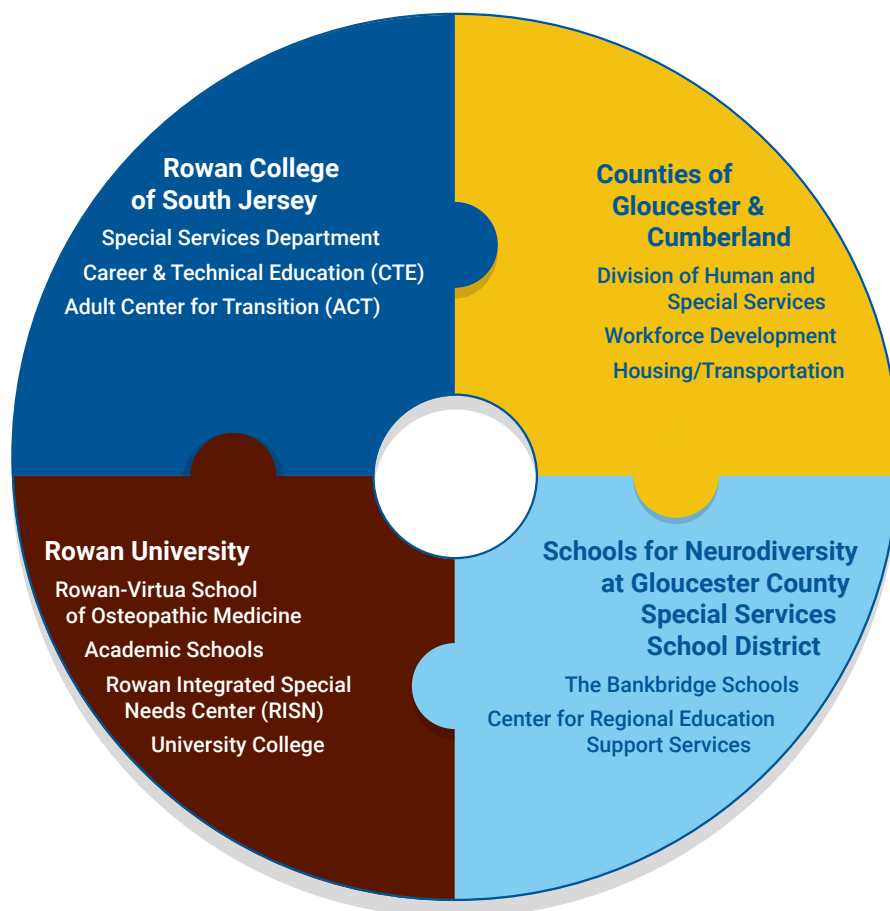 Rowan College
of South Jersey
Special Services Department
Career & Technical Education (CTE)
Adult Center for Transition (ACT)
Counties of
Gloucester &
Cumberland
Division of Human and
Special Services
Workforce Development
Housing/Transportation
Rowan University
Rowan-Virtua School
of Osteopathic Medicine
Academic Schools
Rowan Integrated Special
Needs Center (RISN)
University College
Schools for Neurodiversity
at Gloucester County
Special Services
School District
The Bankbridge Schools
Center for Regional Education
Support Services